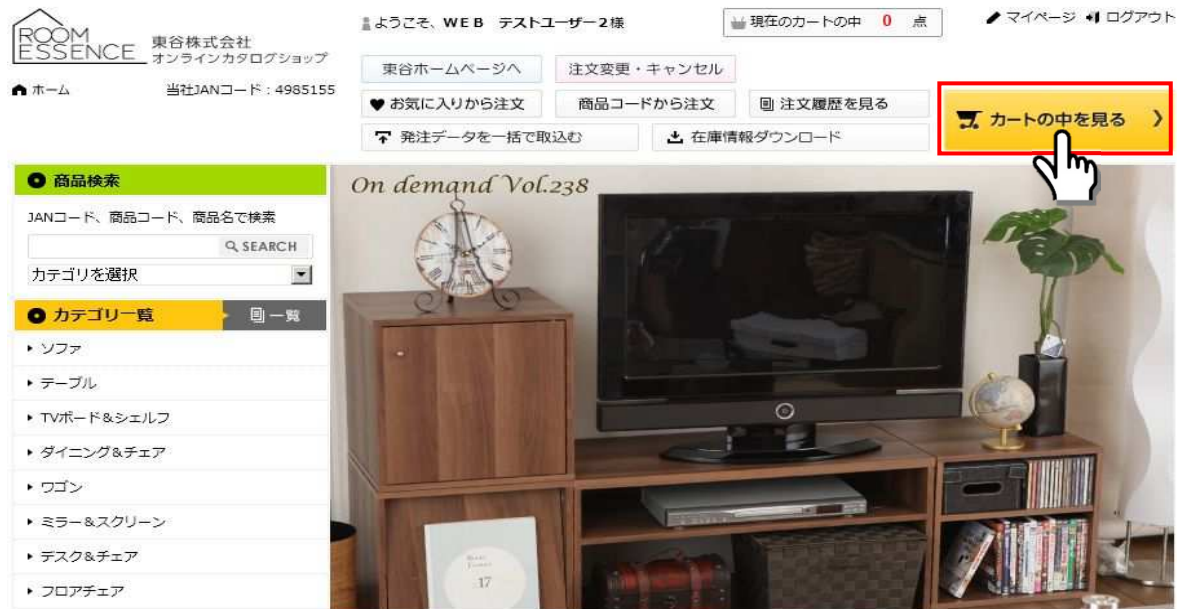 ROOM
ESSENCE
東谷株式会社
オンラインカタログショップ
ようこそ、WEB テストユーザー2様
現在のカートの中 0 点
マイページ ログアウト
ホーム
当社JANコード:4985155
東谷ホームページへ
注文変更・キャンセル
お気に入りから注文
商品コードから注文
注文履歴を見る
発注データを一括で取込む
在庫情報ダウンロード
カートの中を見る
商品検索
JANコード、商品コード、商品名で検索
SEARCH
カテゴリを選択
カテゴリ一覧
一覧
ソファ
テーブル
TVボード&シェルフ
ダイニング&チェア
ワゴン
ミラー&スクリーン
デスク&チェア
フロアチェア
On demand Vol.238
17